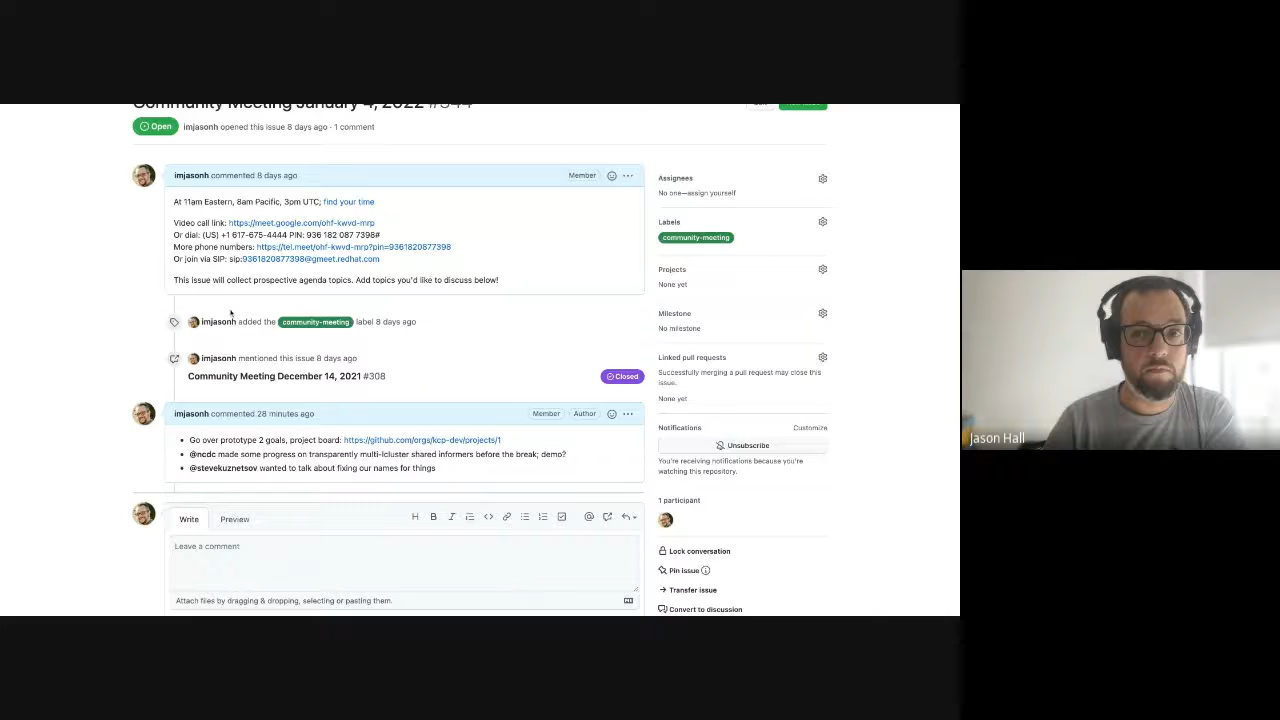 Community Meeting January 4, 2022 #344
Open imjasonh opened this issue 8 days ago · 1 comment
imjasonh commented 8 days ago Member
At 11am Eastern, 8am Pacific, 3pm UTC; find your time
Video call link: https://meet.google.com/ohf-kwvd-mrp
Or dial: (US) +1 617-675-4444 PIN: 936 182 087 7398#
More phone numbers: https://tel.meet/ohf-kwvd-mrp?pin=9361820877398
Or join via SIP: sip:9361820877398@gmeet.redhat.com
This issue will collect prospective agenda topics. Add topics you'd like to discuss below!
imjasonh added the community-meeting label 8 days ago
imjasonh mentioned this issue 8 days ago
Community Meeting December 14, 2021 #308 Closed
imjasonh commented 28 minutes ago Member Author
Go over prototype 2 goals, project board: https://github.com/orgs/kcp-dev/projects/1
@ncdc made some progress on transparently multi-lcluster shared informers before the break; demo?
@stevekuznetsov wanted to talk about fixing our names for things
Write Preview
Leave a comment
Attach files by dragging & dropping, selecting or pasting them.
Assignees
No one—assign yourself
Labels
community-meeting
Projects
None yet
Milestone
No milestone
Linked pull requests
Successfully merging a pull request may close this
issue.
None yet
Notifications Customize
Unsubscribe
You're receiving notifications because you're
watching this repository.
1 participant
Lock conversation
Pin issue
Transfer issue
Convert to discussion
Jason Hall